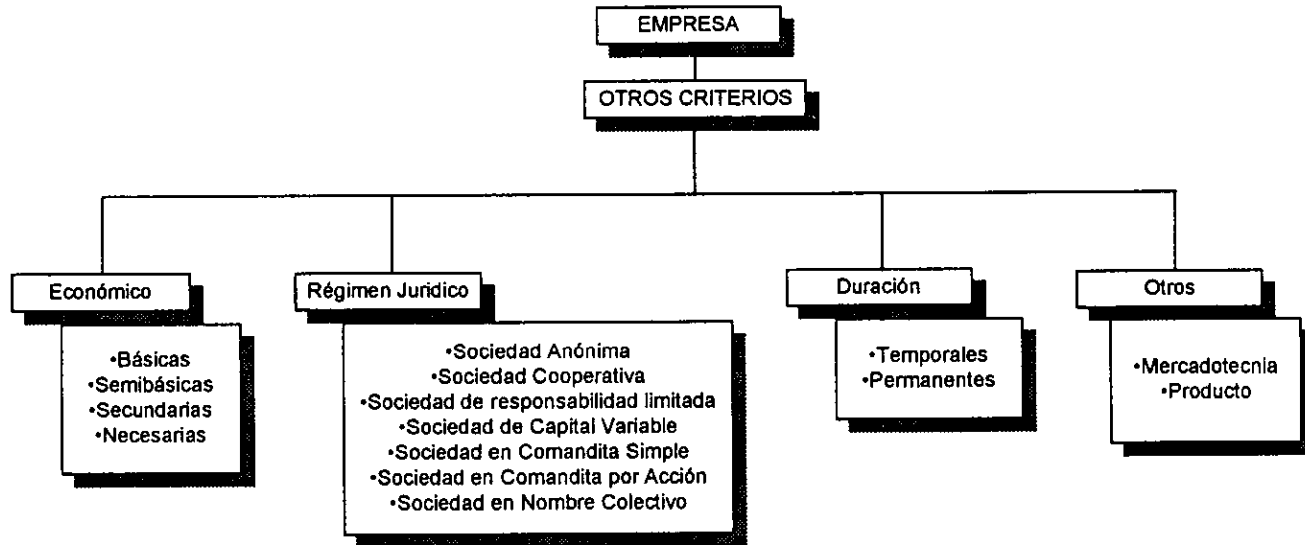 EMPRESA
OTROS CRITERIOS
Económico
•Básicas
•Semibásicas
•Secundarias
•Necesarias
Régimen Juridico
•Sociedad Anónima
•Sociedad Cooperativa
•Sociedad de responsabilidad limitada
•Sociedad de Capital Variable
•Sociedad en Comandita Simple
•Sociedad en Comandita por Acción
•Sociedad en Nombre Colectivo
Duración
•Temporales
•Permanentes
Otros
•Mercadotecnia
•Producto